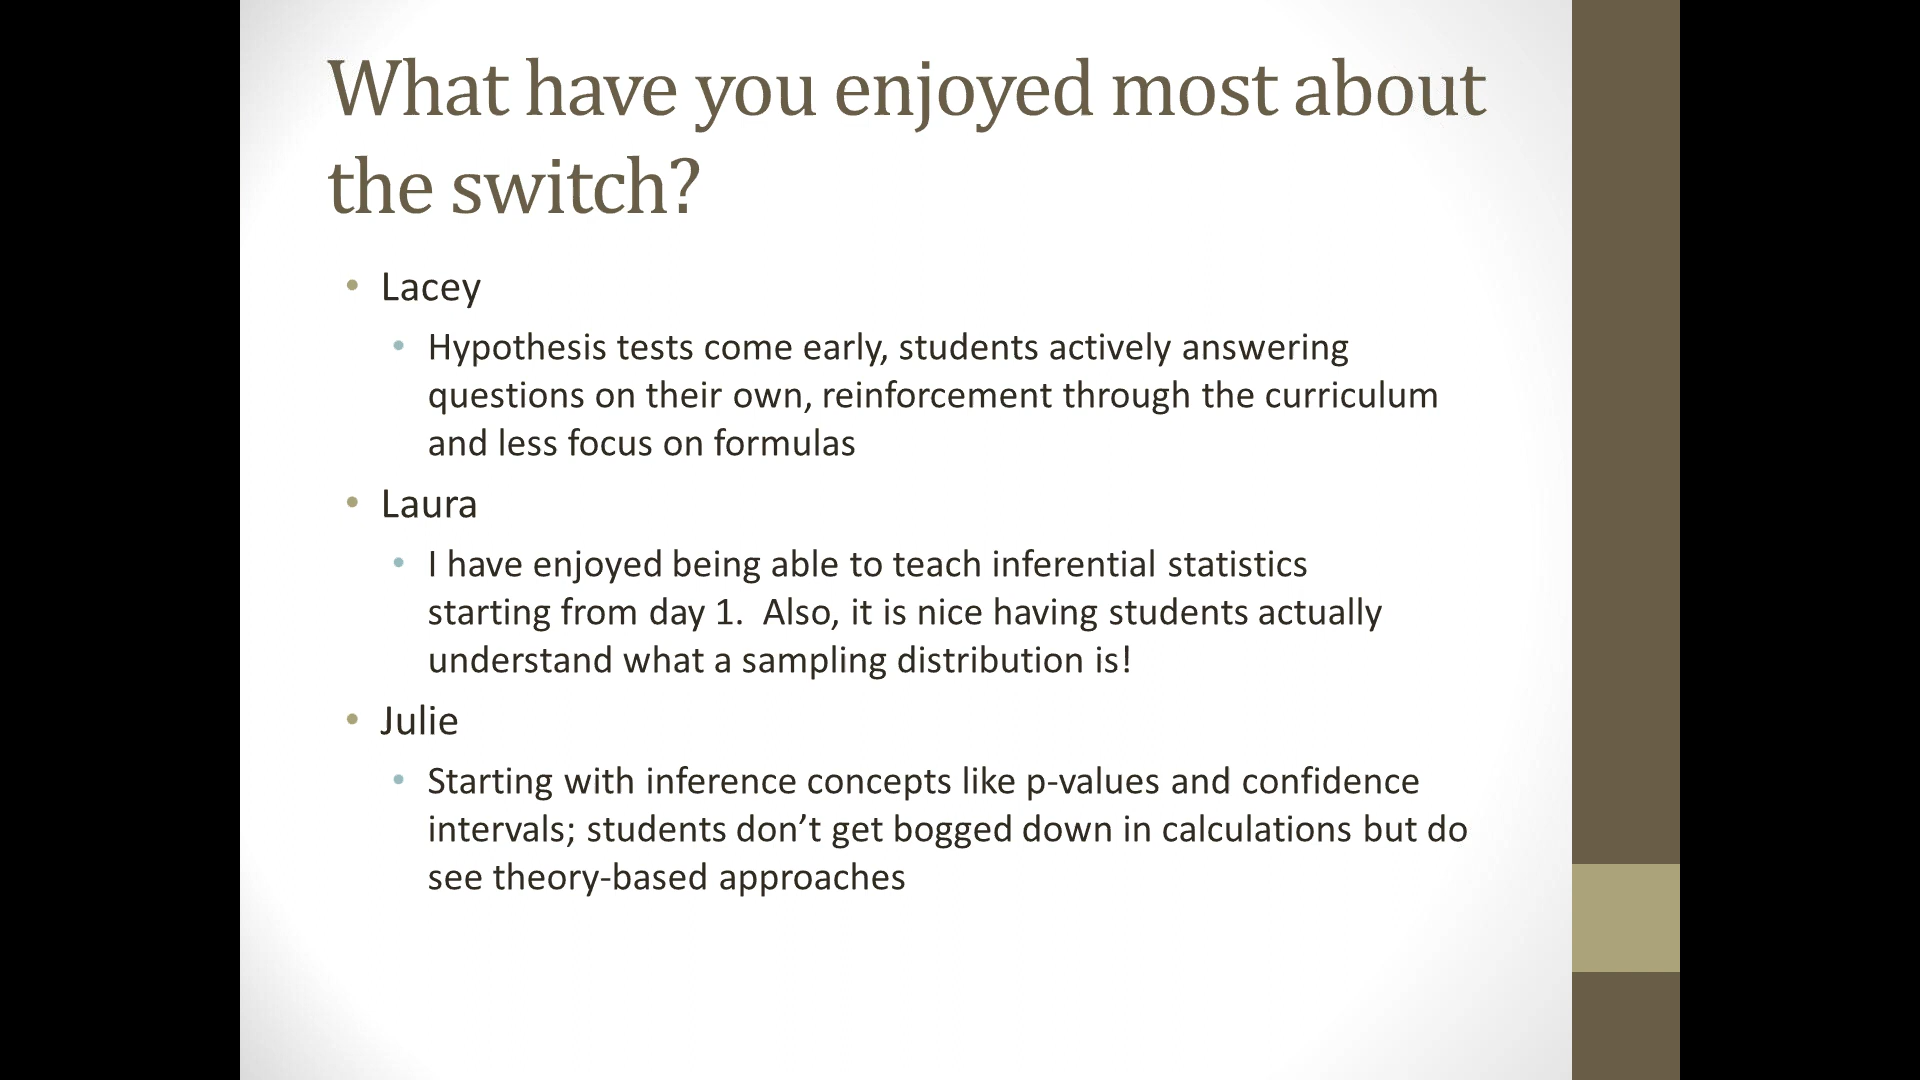 What have you enjoyed most about
the switch?
• Lacey
• Hypothesis tests come early, students actively answering
questions on their own, reinforcement through the curriculum
and less focus on formulas
• Laura
• I have enjoyed being able to teach inferential statistics
starting from day 1.  Also, it is nice having students actually
understand what a sampling distribution is!
• Julie
• Starting with inference concepts like p-values and confidence
intervals; students don’t get bogged down in calculations but do
see theory-based approaches